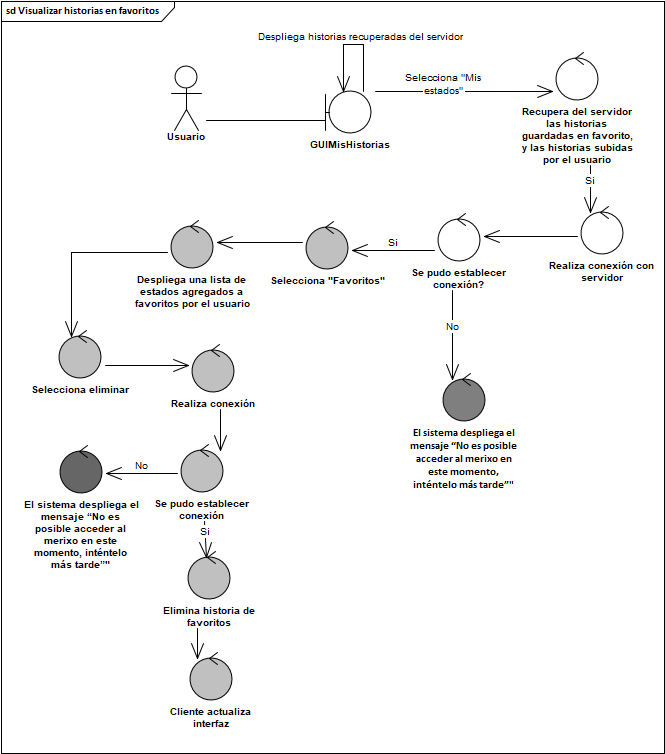 sd Visualizar historias en favoritos
Despliega historias recuperadas del servidor
Selecciona "Mis
estados"
Usuario
GUIMisHistorias
Recupera del servidor
las historias
guardadas en favorito,
y las historias subidas
por el usuario
Si
Realiza conexión con
servidor
Se pudo establecer
conexión?
Si
Selecciona "Favoritos"
Despliega una lista de
estados agregados a
favoritos por el usuario
No
Selecciona eliminar
Realiza conexión
El sistema despliega el
mensaje “No es posible
acceder al merixo en
este momento,
inténtelo más tarde”"
No
Se pudo establecer
conexión
El sistema despliega el
mensaje “No es
posible acceder al
merixo en este
momento, inténtelo
más tarde”"
Si
Elimina historia de
favoritos
Cliente actualiza
interfaz